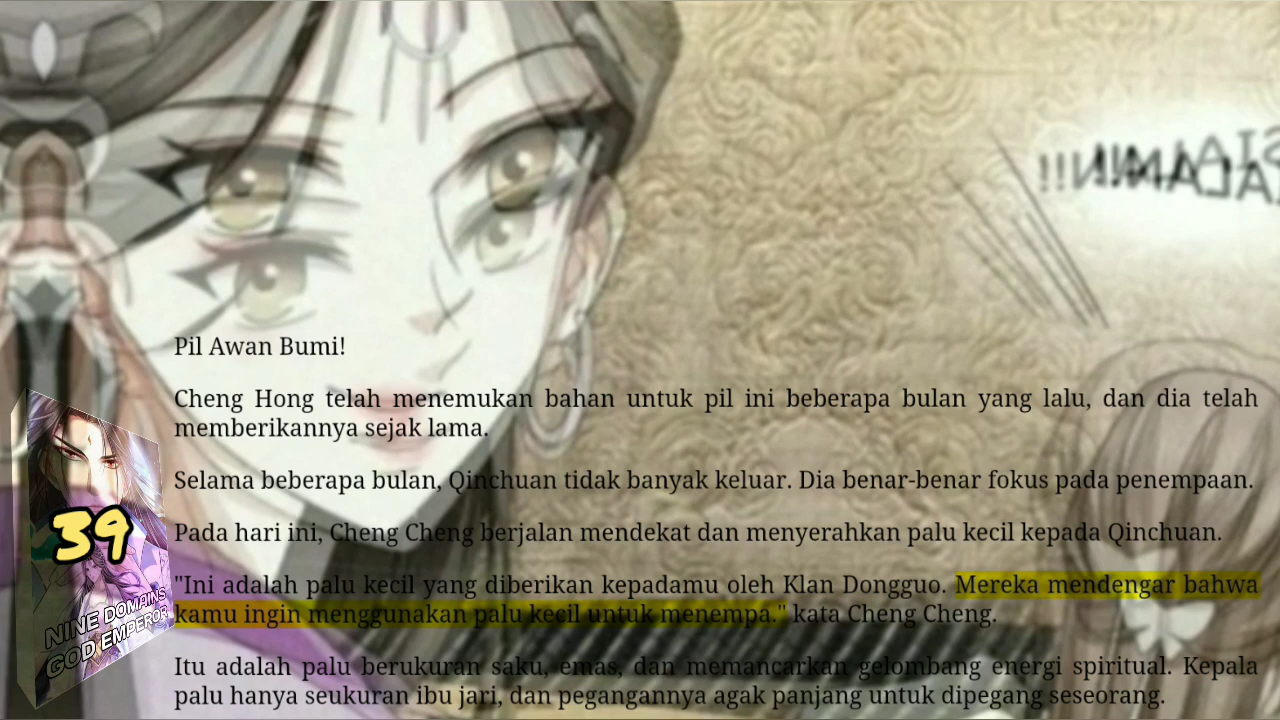 Pil Awan Bumi!
Cheng Hong telah menemukan bahan untuk pil ini beberapa bulan yang lalu, dan dia telah
memberikannya sejak lama.
Selama beberapa bulan, Qinchuan tidak banyak keluar. Dia benar-benar fokus pada penempaan.
Pada hari ini, Cheng Cheng berjalan mendekat dan menyerahkan palu kecil kepada Qinchuan.
"Ini adalah palu kecil yang diberikan kepadamu oleh Klan Dongguo. Mereka mendengar bahwa
kamu ingin menggunakan palu kecil untuk menempa." kata Cheng Cheng.
Itu adalah palu berukuran saku, emas, dan memancarkan gelombang energi spiritual. Kepala
palu hanya seukuran ibu jari, dan pegangannya agak panjang untuk dipegang seseorang.
39
NINE DOMAINS
GOD EMPEROR